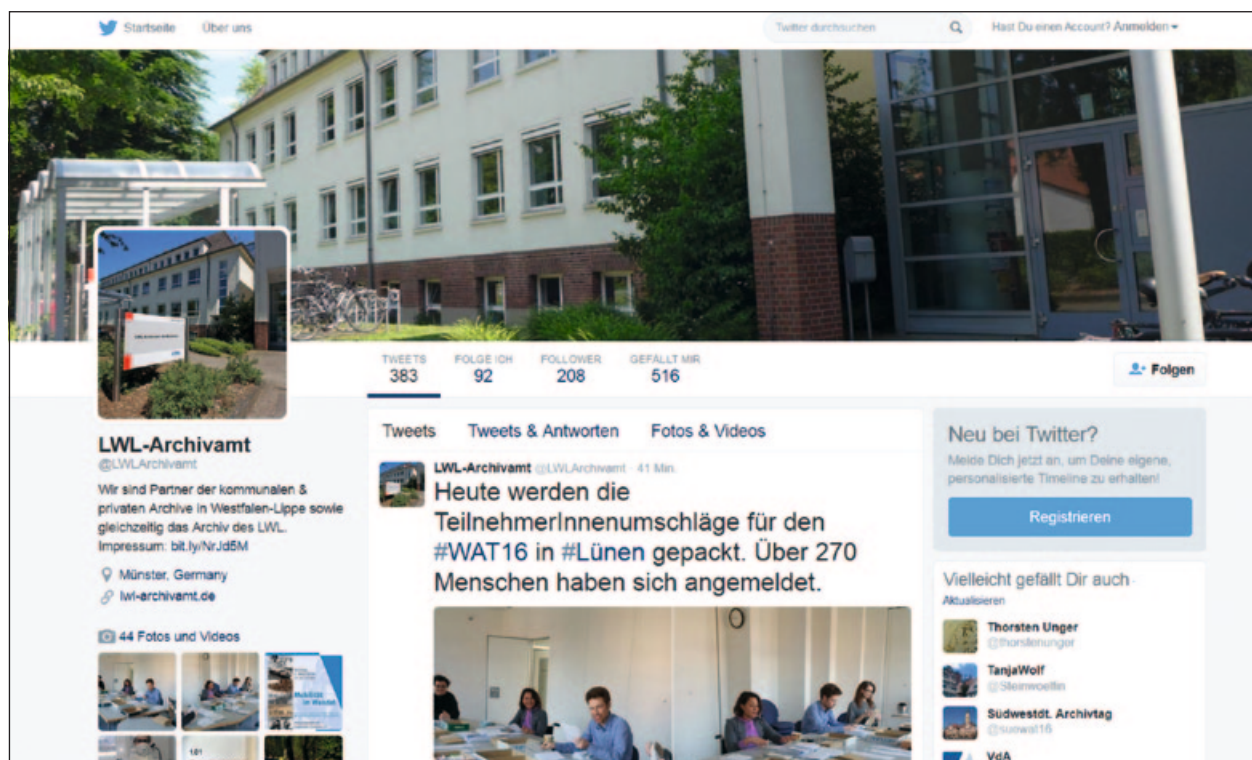 Startseite Über uns
Twitter durchsuchen
Hast Du einen Account? Anmelden
TWEETS FOLGE ICH FOLLOWER GEFÄLLT MIR
383 92 208 516
Folgen
LWL-Archivamt
@LWLArchivamt
Wir sind Partner der kommunalen &
privaten Archive in Westfalen-Lippe sowie
gleichzeitig das Archiv des LWL.
Impressum: bit.ly/NrJd5M
Münster, Germany
lwl-archivamt.de
44 Fotos und Videos
Mobilität
im Wandel
Tweets Tweets & Antworten Fotos & Videos
LWL-Archivamt @LWLArchivamt · 41 Min.
Heute werden die
TeilnehmerInnenumschläge für den
#WAT16 in #Lünen gepackt. Über 270
Menschen haben sich angemeldet.
Neu bei Twitter?
Melde Dich jetzt an, um Deine eigene,
personalisierte Timeline zu erhalten!
Registrieren
Vielleicht gefällt Dir auch ·
Aktualisieren
Thorsten Unger
@thorstenunger
TanjaWolf
@Steinwoelfin
Südwestdt. Archivtag
@suewat16
VdA